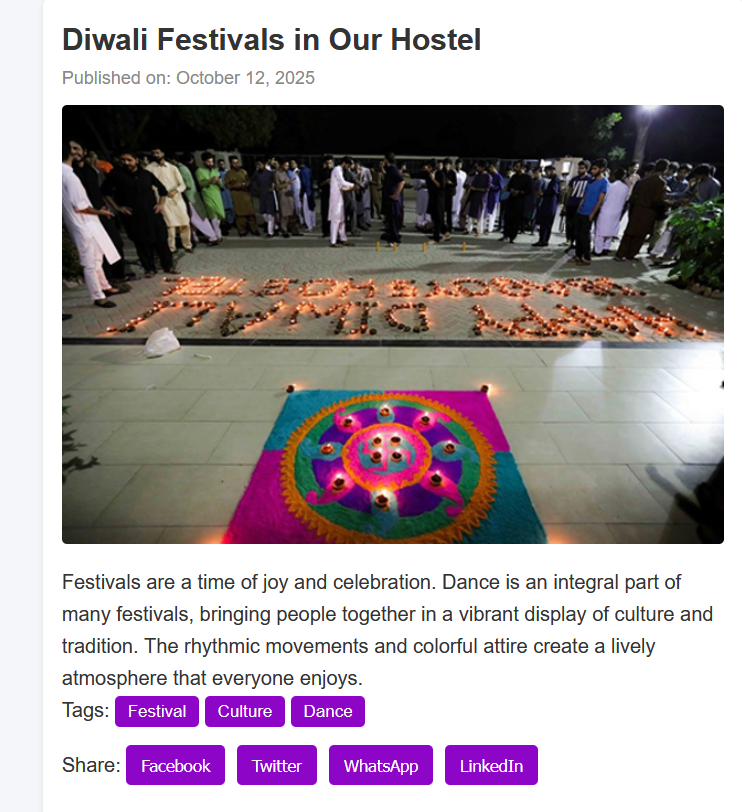 Diwali Festivals in Our Hostel
Published on: October 12, 2025
HAPPY DIWALI
Festivals are a time of joy and celebration. Dance is an integral part of
many festivals, bringing people together in a vibrant display of culture and
tradition. The rhythmic movements and colorful attire create a lively
atmosphere that everyone enjoys.
Tags: Festival Culture Dance
Share: Facebook Twitter WhatsApp LinkedIn